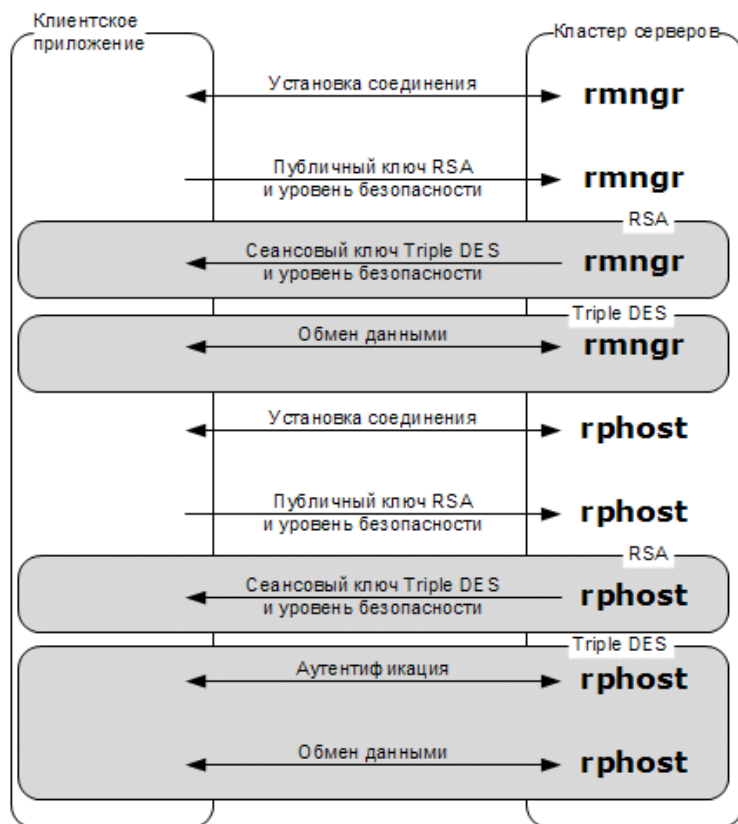 Клиентское
приложение
Кластер серверов
Установка соединения
rmngr
Публичный ключ RSA
и уровень безопасности
rmngr
RSA
Сеансовый ключ Triple DES
и уровень безопасности
rmngr
Triple DES
Обмен данными
rmngr
Установка соединения
rphost
Публичный ключ RSA
и уровень безопасности
rphost
RSA
Сеансовый ключ Triple DES
и уровень безопасности
rphost
Triple DES
Аутентификация
rphost
Обмен данными
rphost